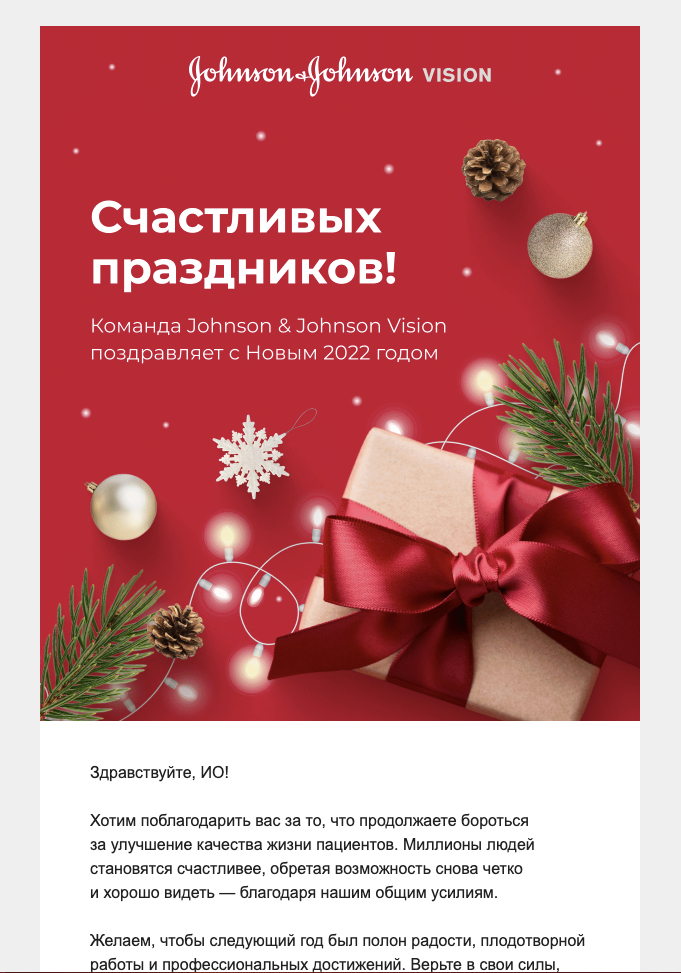 Johnson&Johnson VISION
Счастливых
праздников!
Команда Johnson & Johnson Vision
поздравляет с Новым 2022 годом
Здравствуйте, ИО!
Хотим поблагодарить вас за то, что продолжаете бороться
за улучшение качества жизни пациентов. Миллионы людей
становятся счастливее, обретая возможность снова четко
и хорошо видеть — благодаря нашим общим усилиям.
Желаем, чтобы следующий год был полон радости, плодотворной
работы и профессиональных достижений. Верьте в свои силы,